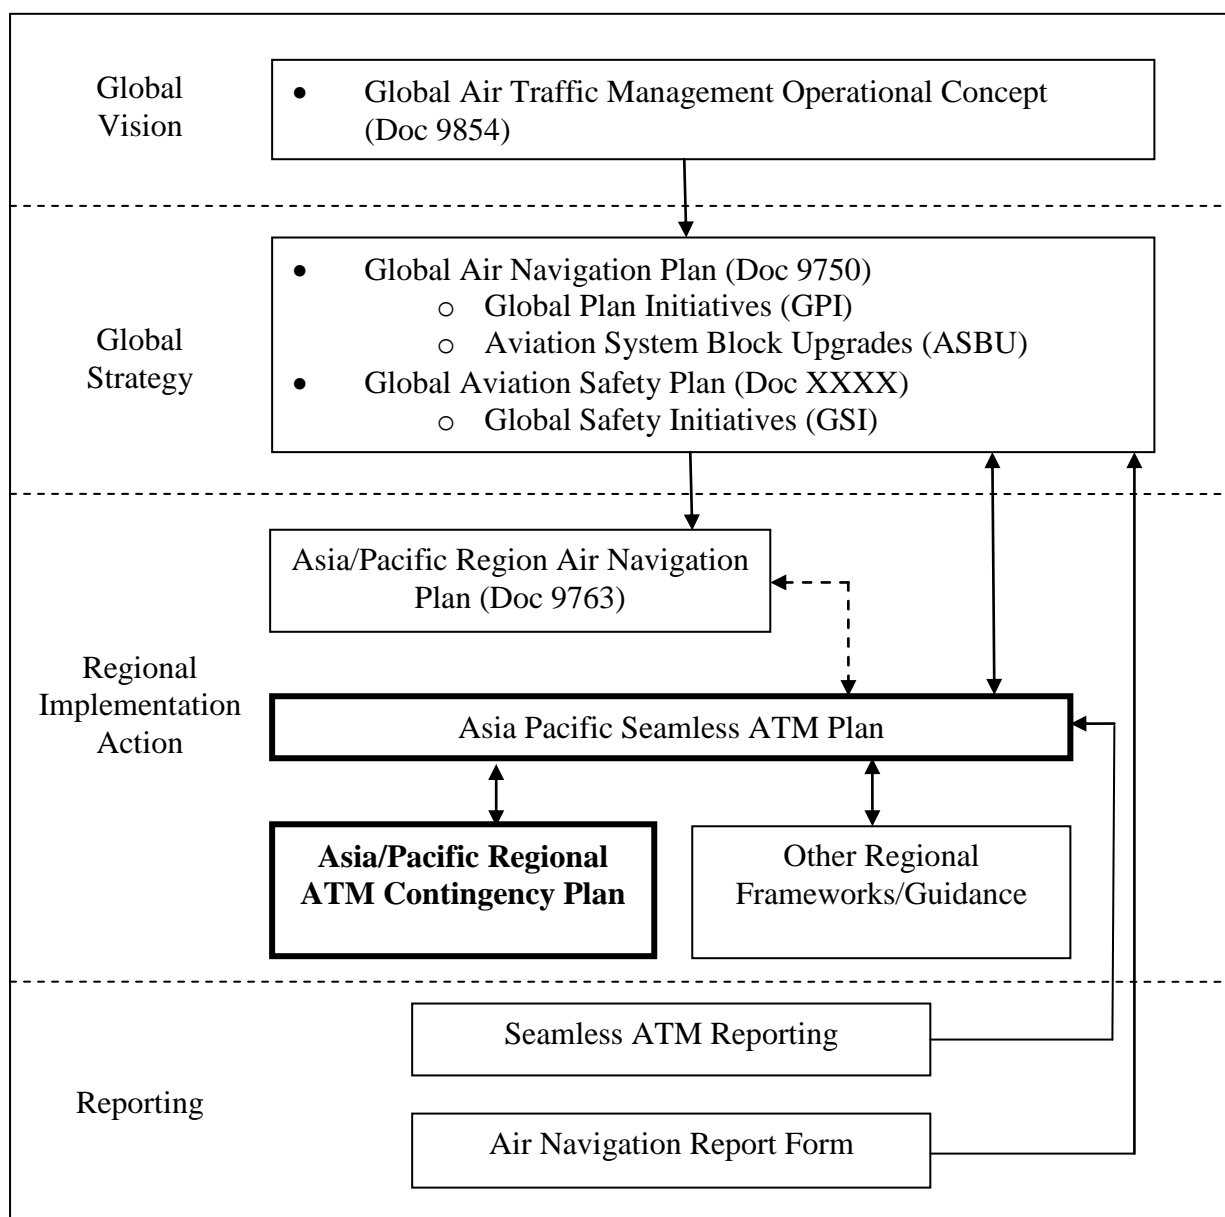 Global
Vision
• Global Air Traffic Management Operational Concept
(Doc 9854)
Global
Strategy
• Global Air Navigation Plan (Doc 9750)
o Global Plan Initiatives (GPI)
o Aviation System Block Upgrades (ASBU)
• Global Aviation Safety Plan (Doc XXXX)
o Global Safety Initiatives (GSI)
Regional
Implementation
Action
Asia/Pacific Region Air Navigation
Plan (Doc 9763)
Asia Pacific Seamless ATM Plan
Asia/Pacific Regional
ATM Contingency Plan
Other Regional
Frameworks/Guidance
Reporting
Seamless ATM Reporting
Air Navigation Report Form